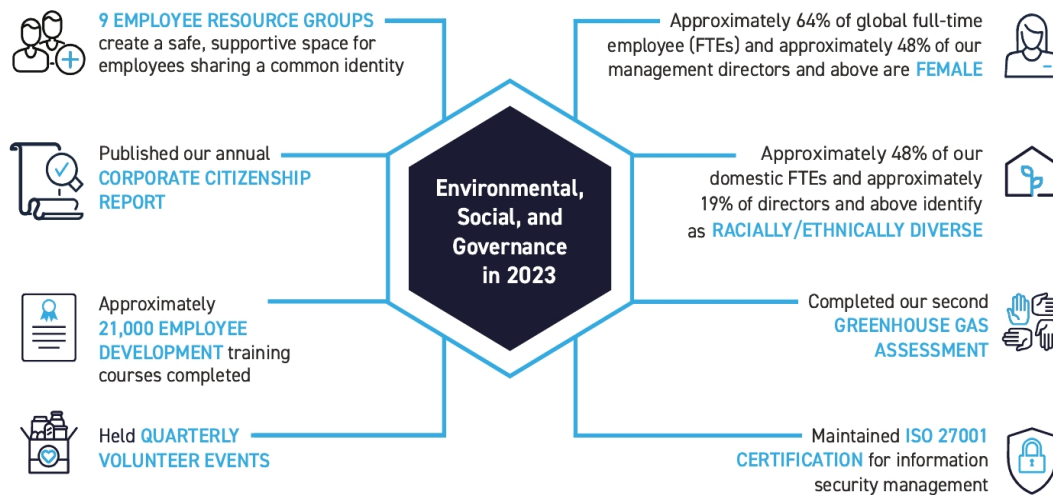 9 EMPLOYEE RESOURCE GROUPS
create a safe, supportive space for
employees sharing a common identity
Published our annual
CORPORATE CITIZENSHIP
REPORT
Approximately
21,000 EMPLOYEE
DEVELOPMENT training
courses completed
Held QUARTERLY
VOLUNTEER EVENTS
Environmental,
Social, and
Governance
in 2023
Approximately 64% of global full-time
employee (FTEs) and approximately 48% of our
management directors and above are FEMALE
Approximately 48% of our
domestic FTEs and approximately
19% of directors and above identify
as RACIALLY/ETHNICALLY DIVERSE
Completed our second
GREENHOUSE GAS
ASSESSMENT
Maintained ISO 27001
CERTIFICATION for information
security management